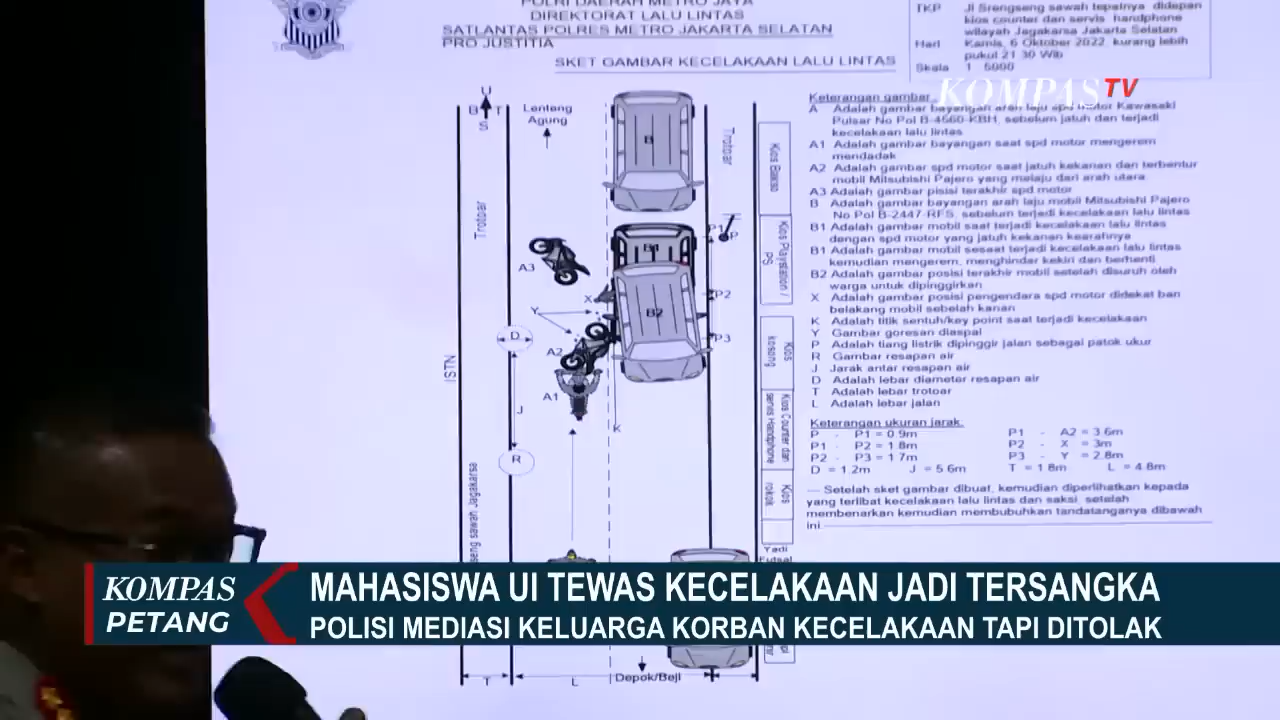 POLRI DAERAH METRO JAYA
DIREKTORAT LALU LINTAS
SATLANTAS POLRES METRO JAKARTA SELATAN
PRO JUSTITIA
SKET GAMBAR KECELAKAAN LALU LINTAS
TKP Jl Srengseng sawah tepatnya didepan
kios counter dan servis handphone
wilayah Jagakarsa Jakarta Selatan
Hari Kamis, 6 Oktober 2022, kurang lebih
pukul 21 30 Wib
Skala 1 5000
KOMPAS TV
U
B T
S
Lenteng
Agung
Trotoar
Trotoar
ISTN
seng sawah Jagakarsa
B
B1
B2
A3
X
Y
A2
A1
K
D
J
R
P1
P
P2
P3
Kios Bakso
Kios Playstation /
PS
Kios
kosong
Kios Counter dan
servis Handphone
Kios
rokok
Yadi
Futsal
T
L
Depok/Beji
Keterangan gambar.
A Adalah gambar bayangan arah laju spd motor Kawasaki
Pulsar No Pol B-4560-KBH, sebelum jatuh dan terjadi
kecelakaan lalu lintas
A1 Adalah gambar bayangan saat spd motor mengerem
mendadak
A2 Adalah gambar spd motor saat jatuh kekanan dan terbentur
mobil Mitsubishi Pajero yang melaju dari arah utara
A3 Adalah gambar pisisi terakhir spd motor
B Adalah gambar bayangan arah laju mobil Mitsubishi Pajero
No Pol B-2447-RFS, sebelum terjadi kecelakaan lalu lintas
B1 Adalah gambar mobil saat terjadi kecelakaan lalu lintas
dengan spd motor yang jatuh kekanan kearahnya
B1 Adalah gambar mobil sesaat terjadi kecelakaan lalu lintas
kemudian mengerem, menghindar kekiri dan berhenti
B2 Adalah gambar posisi terakhir mobil setelah disuruh oleh
warga untuk dipinggirkan
X Adalah gambar posisi pengendara spd motor didekat ban
belakang mobil sebelah kanan
K Adalah titik sentuh/key point saat terjadi kecelakaan
Y Gambar goresan diaspal
P Adalah tiang listrik dipinggir jalan sebagai patok ukur
R Gambar resapan air
J Jarak antar resapan air
D Adalah lebar diameter resapan air
T Adalah lebar trotoar
L Adalah lebar jalan
Keterangan ukuran jarak.
P - P1 = 0.9m P1 - A2 = 3.6m
P1 - P2 = 1.8m P2 - X = 3m
P2 - P3 = 1.7m P3 - Y = 2.8m
D = 1.2m J = 5.6m T = 1.8m L = 4.8m
--- Setelah sket gambar dibuat, kemudian diperlihatkan kepada
yang terlibat kecelakaan lalu lintas dan saksi, setelah
membenarkan kemudian membubuhkan tandatanganya dibawah
ini
KOMPAS
PETANG
MAHASISWA UI TEWAS KECELAKAAN JADI TERSANGKA
POLISI MEDIASI KELUARGA KORBAN KECELAKAAN TAPI DITOLAK